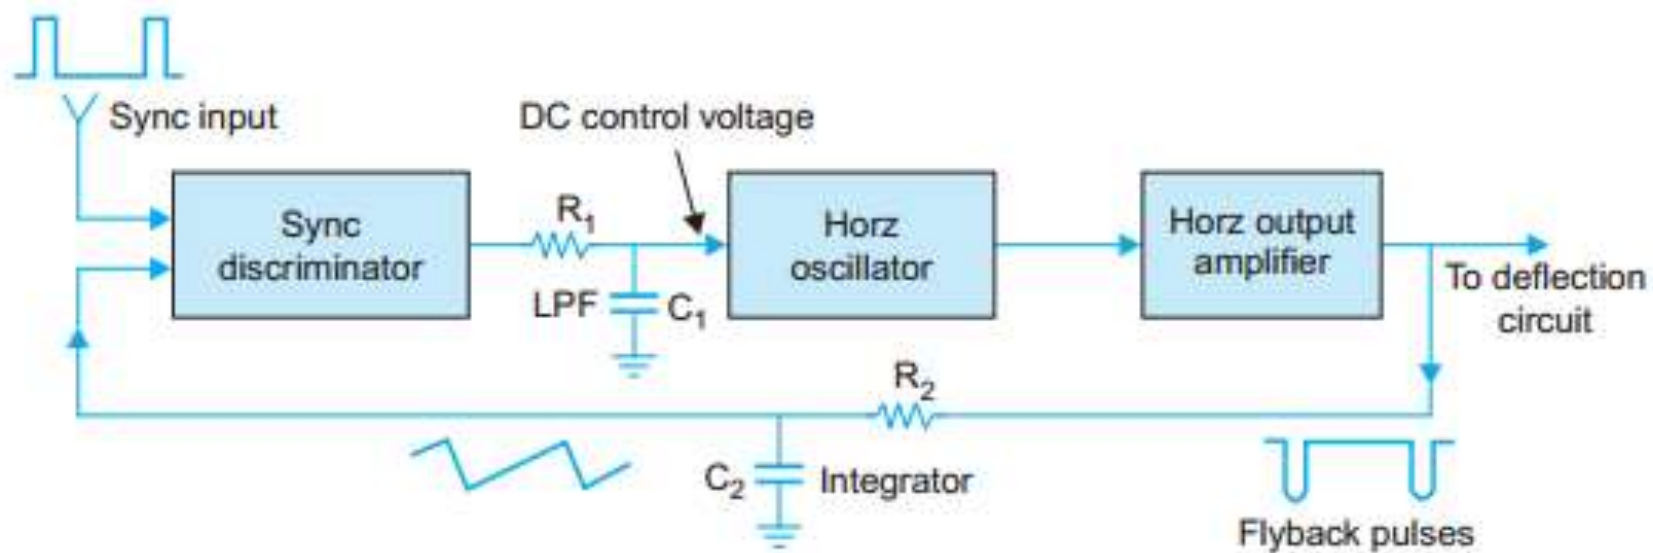 Sync input
DC control voltage
Sync
discriminator
R1
LPF
C1
Horz
oscillator
Horz output
amplifier
To deflection
circuit
R2
C2
Integrator
Flyback pulses